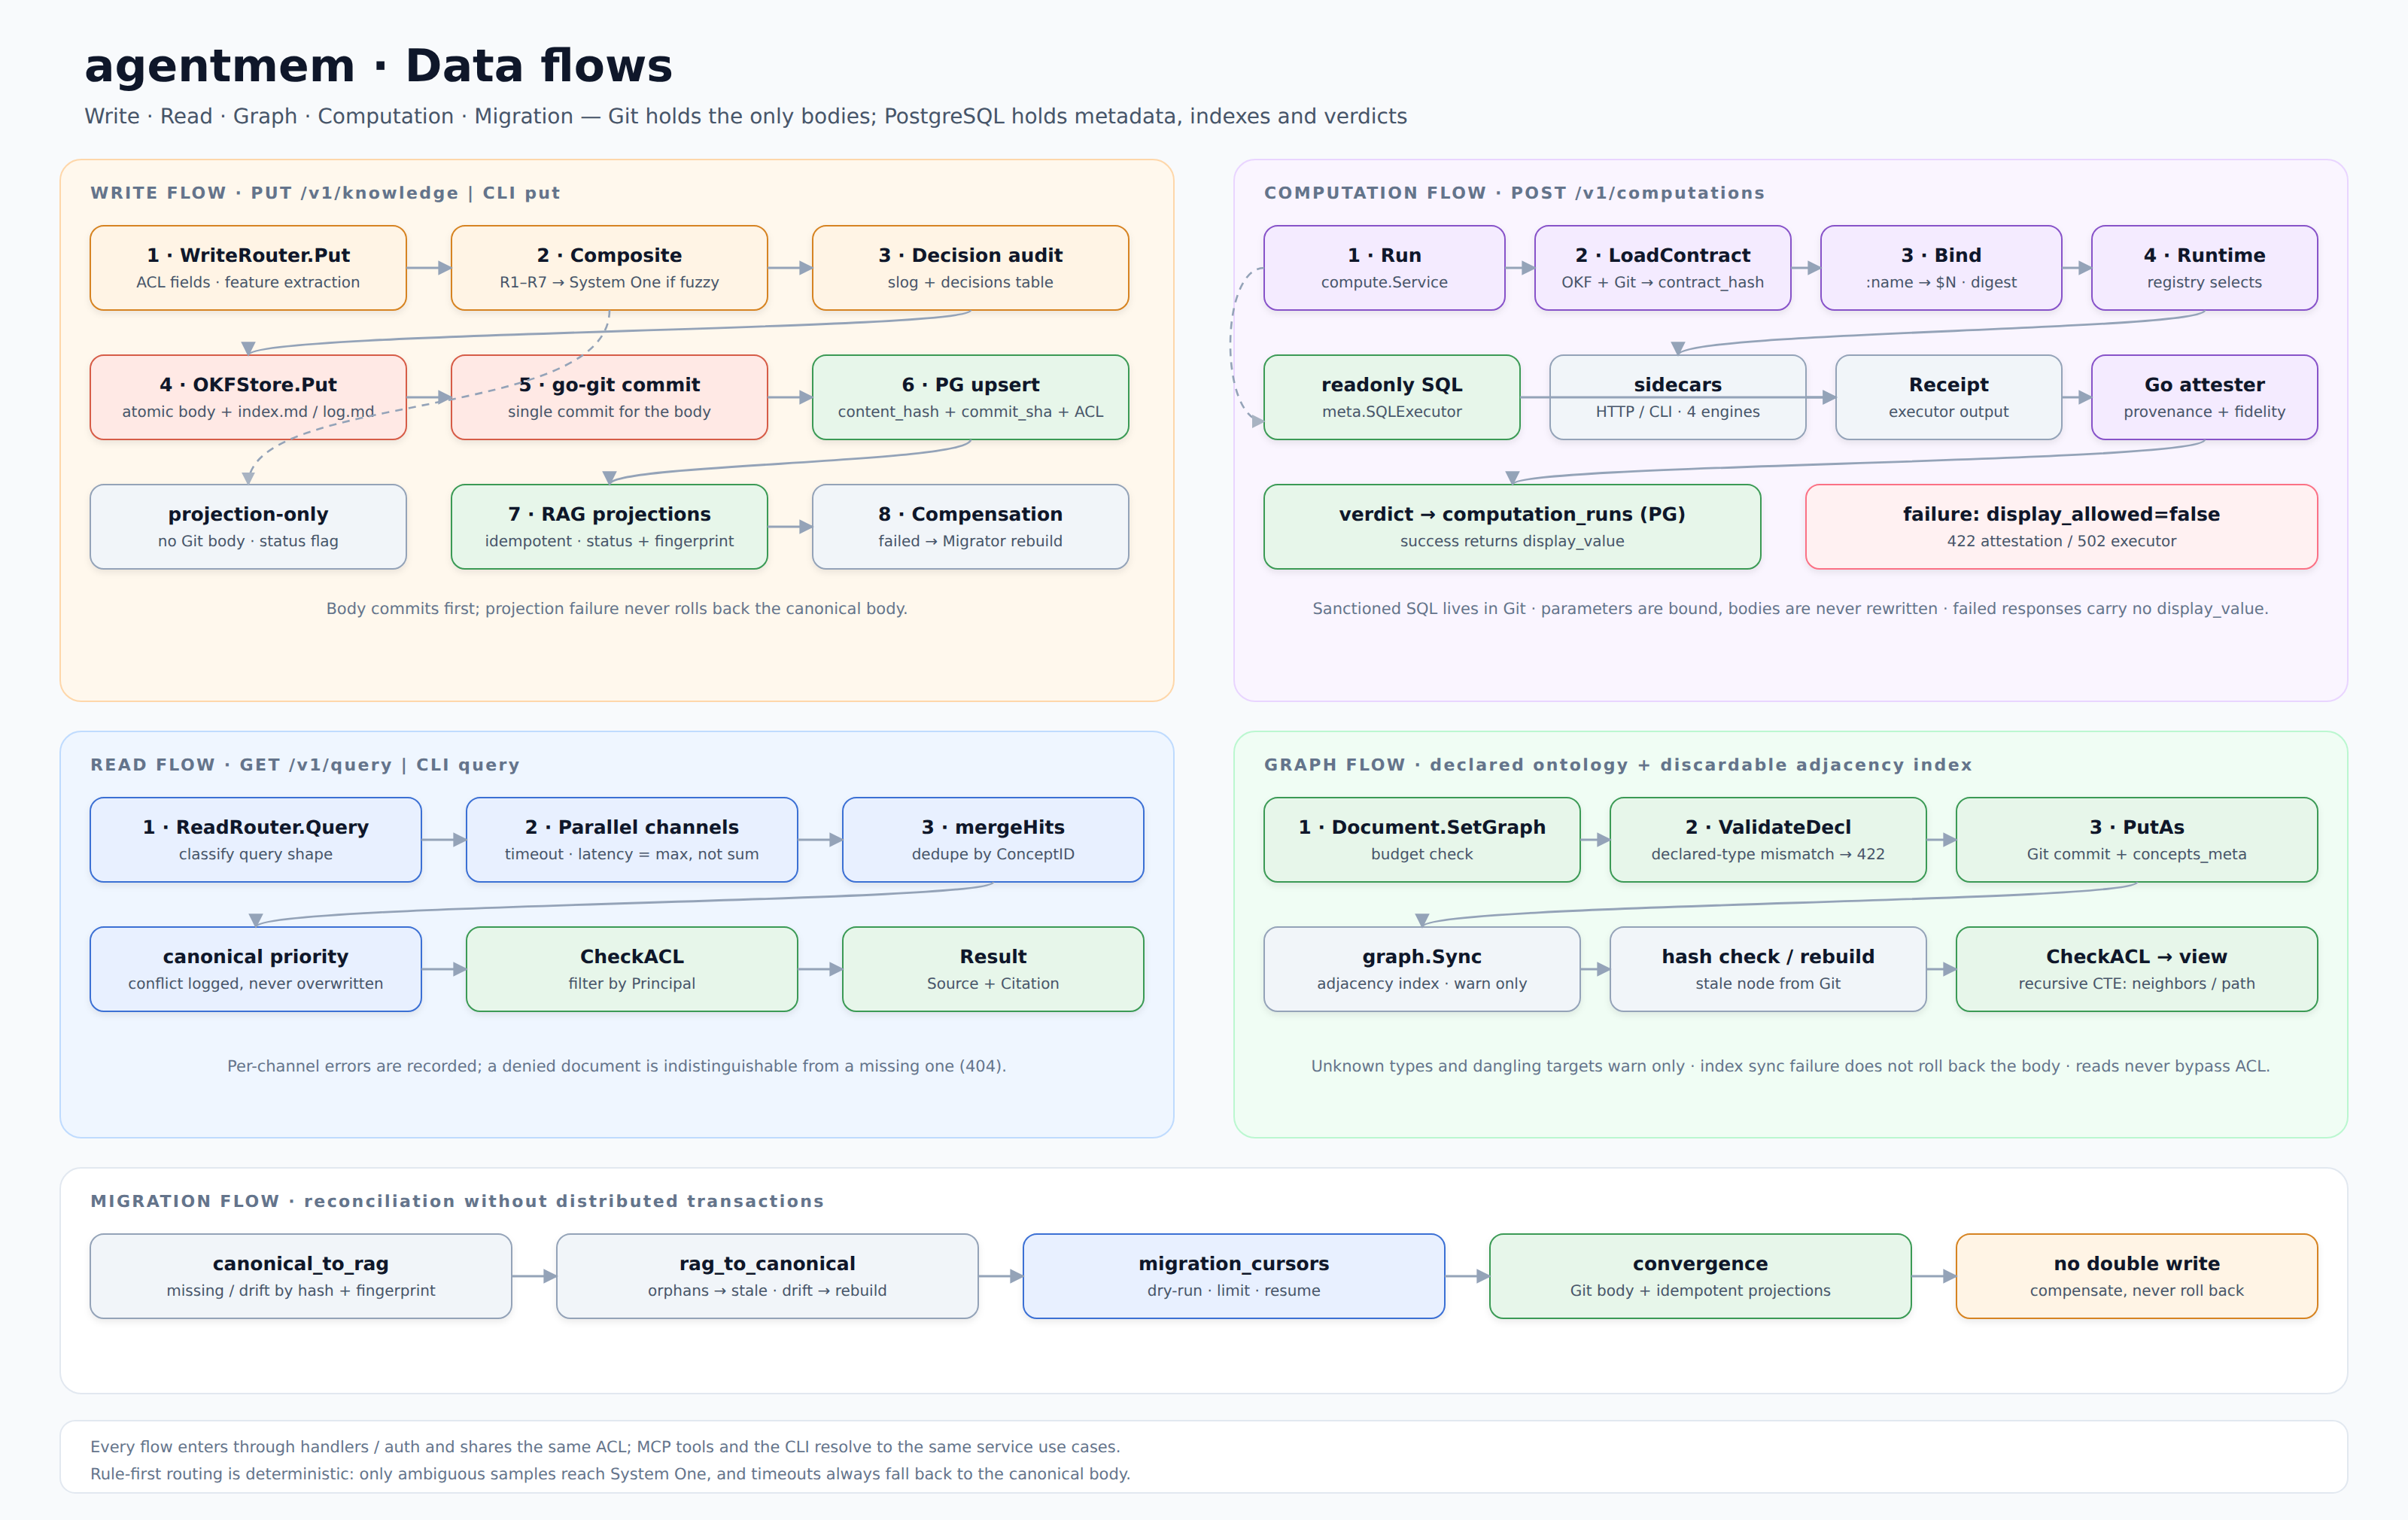 agentmem · Data flows
Write · Read · Graph · Computation · Migration — Git holds the only bodies; PostgreSQL holds metadata, indexes and verdicts
WRITE FLOW · PUT /v1/knowledge | CLI put
1 · WriteRouter.Put
ACL fields · feature extraction
2 · Composite
R1–R7 → System One if fuzzy
3 · Decision audit
slog + decisions table
4 · OKFStore.Put
atomic body + index.md / log.md
5 · go-git commit
single commit for the body
6 · PG upsert
content_hash + commit_sha + ACL
projection-only
no Git body · status flag
7 · RAG projections
idempotent · status + fingerprint
8 · Compensation
failed → Migrator rebuild
Body commits first; projection failure never rolls back the canonical body.
COMPUTATION FLOW · POST /v1/computations
1 · Run
compute.Service
2 · LoadContract
OKF + Git → contract_hash
3 · Bind
:name → $N · digest
4 · Runtime
registry selects
readonly SQL
meta.SQLExecutor
sidecars
HTTP / CLI · 4 engines
Receipt
executor output
Go attester
provenance + fidelity
verdict → computation_runs (PG)
success returns display_value
failure: display_allowed=false
422 attestation / 502 executor
Sanctioned SQL lives in Git · parameters are bound, bodies are never rewritten · failed responses carry no display_value.
READ FLOW · GET /v1/query | CLI query
1 · ReadRouter.Query
classify query shape
2 · Parallel channels
timeout · latency = max, not sum
3 · mergeHits
dedupe by ConceptID
canonical priority
conflict logged, never overwritten
CheckACL
filter by Principal
Result
Source + Citation
Per-channel errors are recorded; a denied document is indistinguishable from a missing one (404).
GRAPH FLOW · declared ontology + discardable adjacency index
1 · Document.SetGraph
budget check
2 · ValidateDecl
declared-type mismatch → 422
3 · PutAs
Git commit + concepts_meta
graph.Sync
adjacency index · warn only
hash check / rebuild
stale node from Git
CheckACL → view
recursive CTE: neighbors / path
Unknown types and dangling targets warn only · index sync failure does not roll back the body · reads never bypass ACL.
MIGRATION FLOW · reconciliation without distributed transactions
canonical_to_rag
missing / drift by hash + fingerprint
rag_to_canonical
orphans → stale · drift → rebuild
migration_cursors
dry-run · limit · resume
convergence
Git body + idempotent projections
no double write
compensate, never roll back
Every flow enters through handlers / auth and shares the same ACL; MCP tools and the CLI resolve to the same service use cases.
Rule-first routing is deterministic: only ambiguous samples reach System One, and timeouts always fall back to the canonical body.